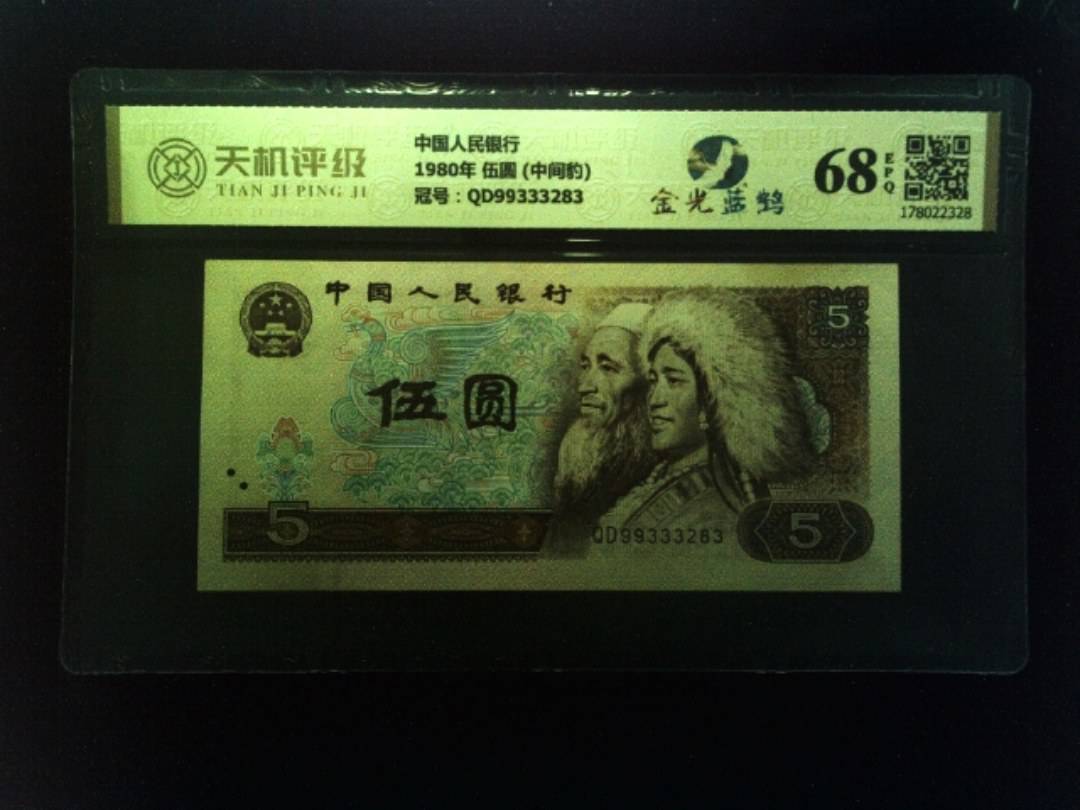 天机评级
TIAN JI PING JI
中国人民银行
1980年 伍圆 (中间豹)
冠号：QD99333283
金光蓝鹤
68
EPQ
178022328
中国人民银行
5
伍圆
5
QD99333283
5